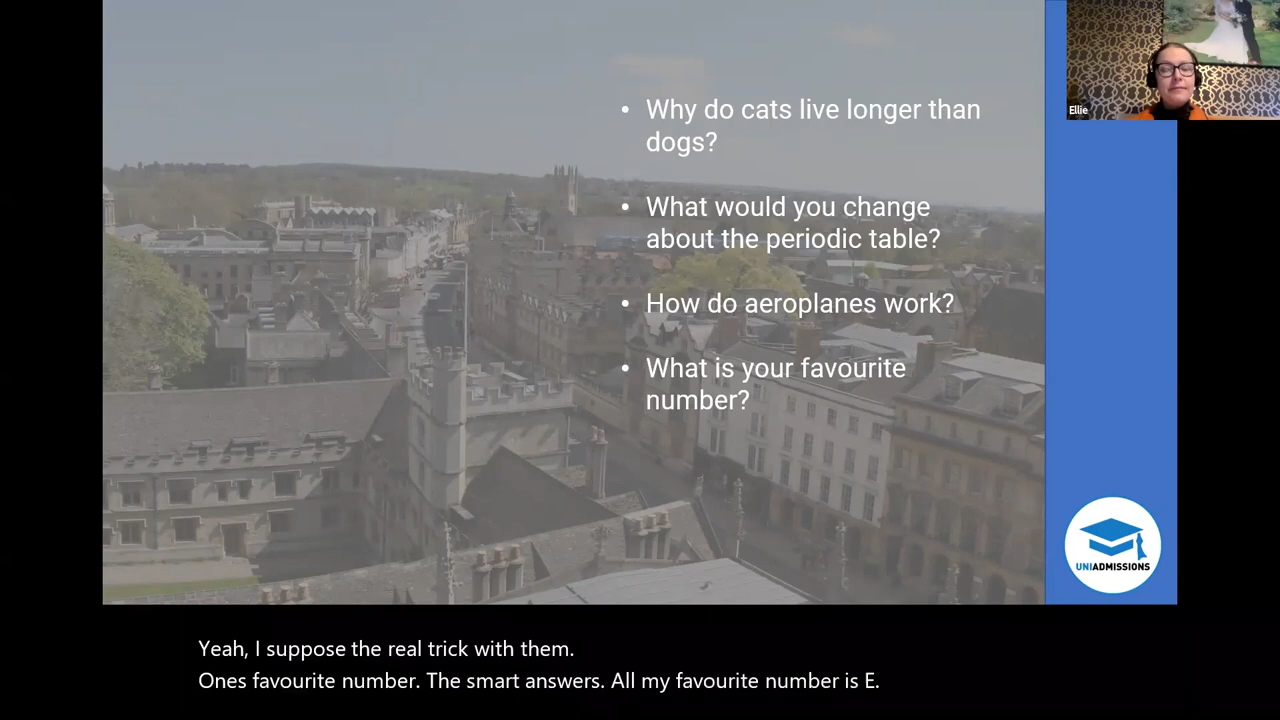 Ellie
• Why do cats live longer than
dogs?
• What would you change
about the periodic table?
• How do aeroplanes work?
• What is your favourite
number?
UNIADMISSIONS
Yeah, I suppose the real trick with them.
Ones favourite number. The smart answers. All my favourite number is E.